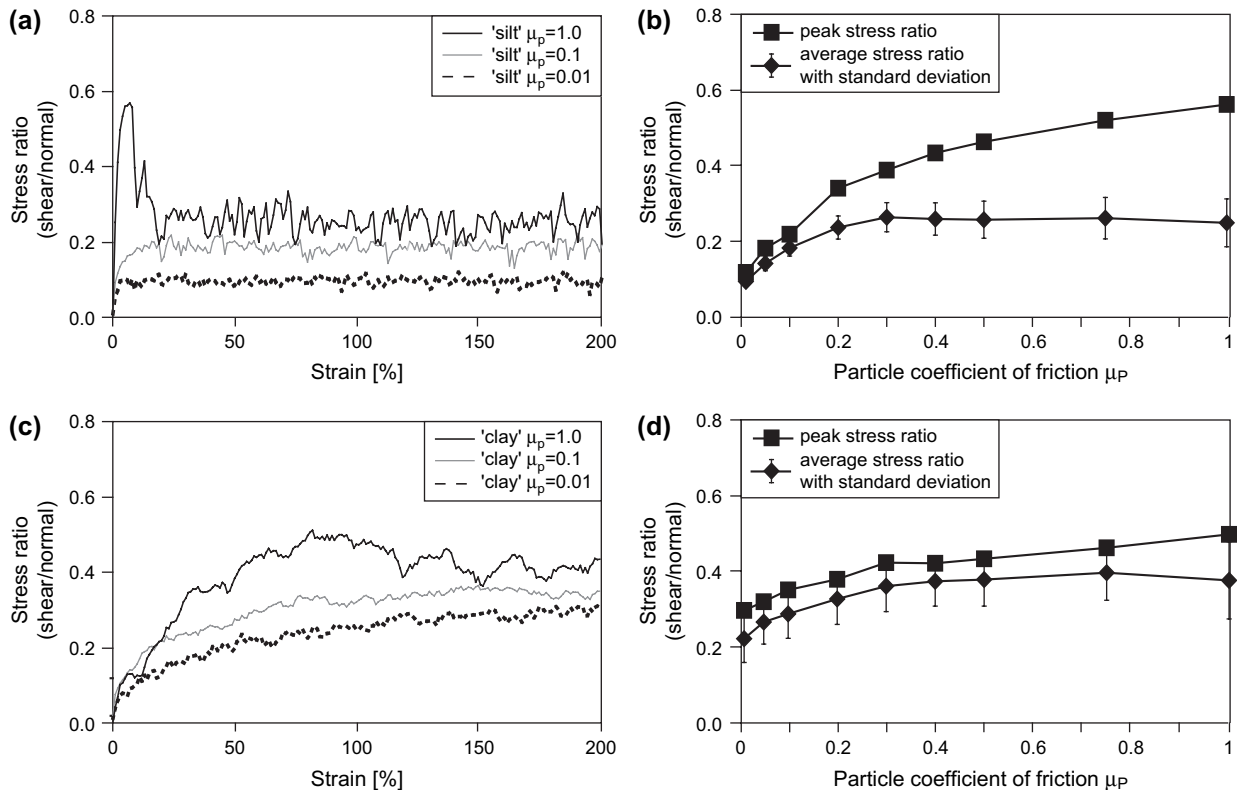 (a)
0.8
0.6
0.4
0.2
0.0
Stress ratio
(shear/normal)
'silt' μp=1.0
'silt' μp=0.1
'silt' μp=0.01
0
50
100
150
200
Strain [%]
(b)
0.8
0.6
0.4
0.2
0.0
Stress ratio
(shear/normal)
peak stress ratio
average stress ratio
with standard deviation
0
0.2
0.4
0.6
0.8
1
Particle coefficient of friction μP
(c)
0.8
0.6
0.4
0.2
0.0
Stress ratio
(shear/normal)
'clay' μp=1.0
'clay' μp=0.1
'clay' μp=0.01
0
50
100
150
200
Strain [%]
(d)
0.8
0.6
0.4
0.2
0.0
Stress ratio
(shear/normal)
peak stress ratio
average stress ratio
with standard deviation
0
0.2
0.4
0.6
0.8
1
Particle coefficient of friction μP